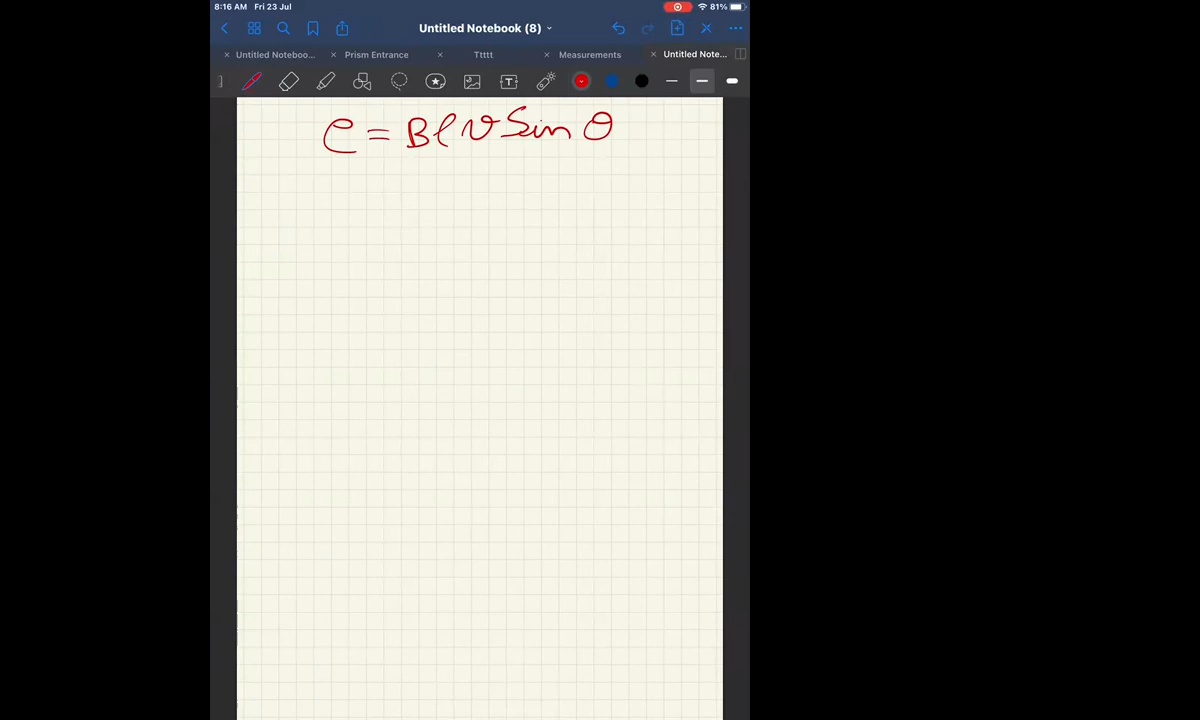 8:16 AM Fri 23 Jul 81%
Untitled Notebook (8)
Untitled Noteboo... Prism Entrance Ttttt Measurements Untitled Note...
e = Blv Sin θ